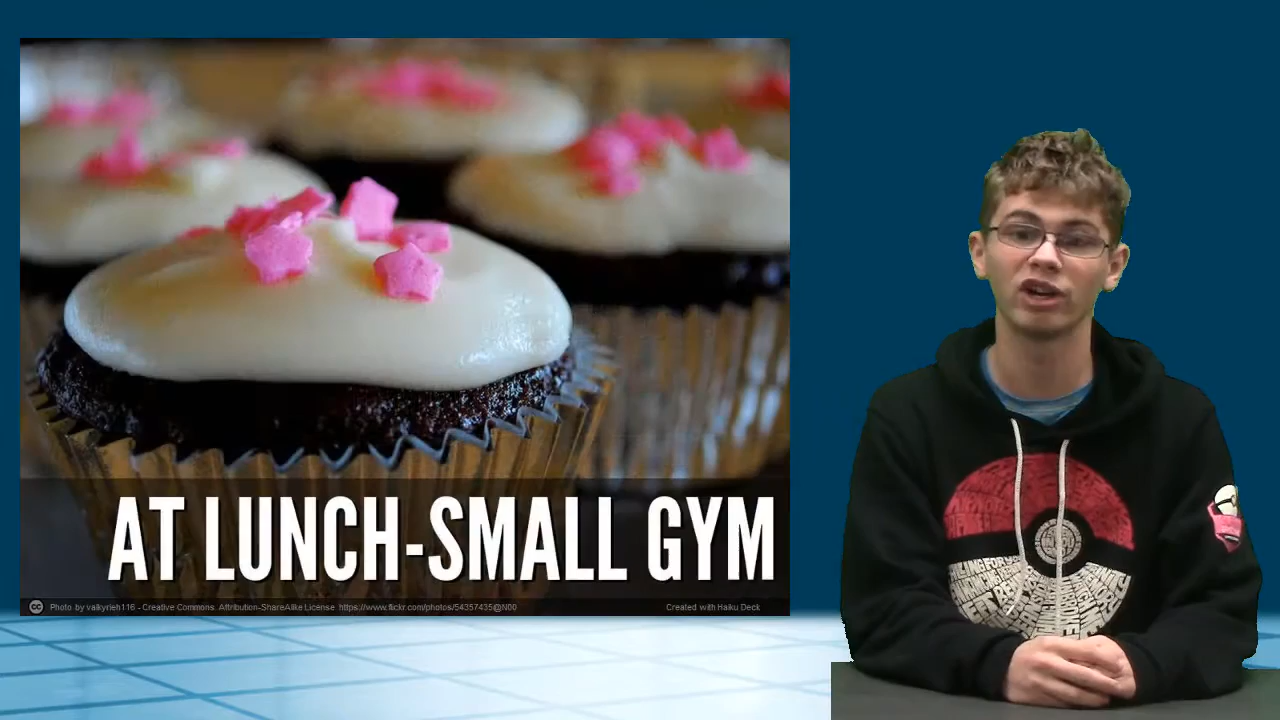 AT LUNCH-SMALL GYM
Photo by valkyrieh116 - Creative Commons Attribution-ShareAlike License https://www.flickr.com/photos/54357435@N00
Created with Haiku Deck